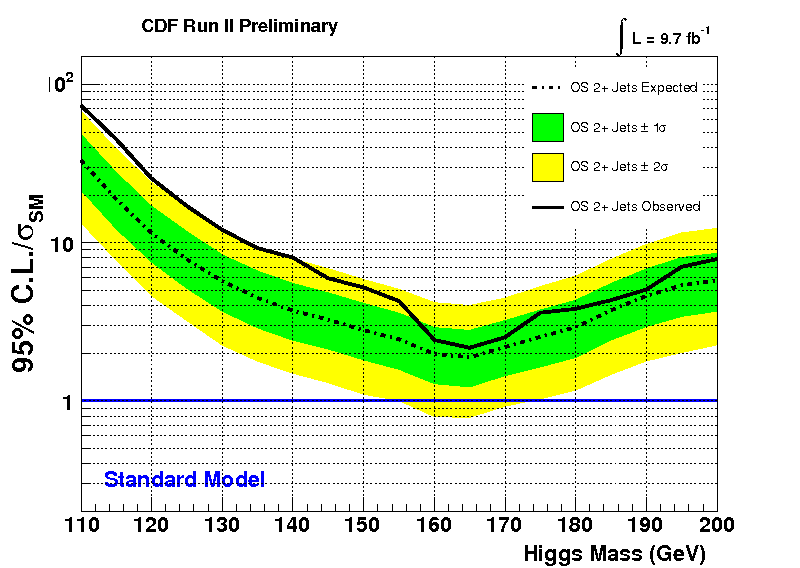 CDF Run II Preliminary
∫ L = 9.7 fb⁻¹
95% C.L./σSM
10²
10
1
OS 2+ Jets Expected
OS 2+ Jets ± 1σ
OS 2+ Jets ± 2σ
OS 2+ Jets Observed
Standard Model
110 120 130 140 150 160 170 180 190 200
Higgs Mass (GeV)